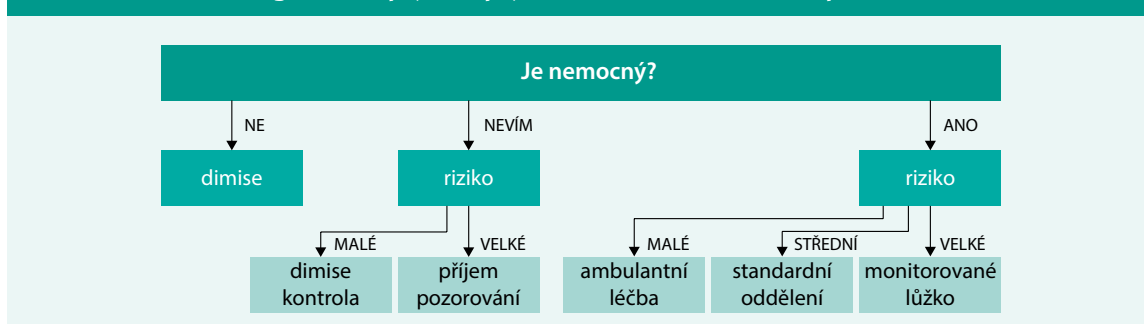 Je nemocný?
NE
NEVÍM
ANO
dimise
riziko
riziko
MALÉ
VELKÉ
MALÉ
STŘEDNÍ
VELKÉ
dimise
kontrola
příjem
pozorování
ambulantní
léčba
standardní
oddělení
monitorované
lůžko